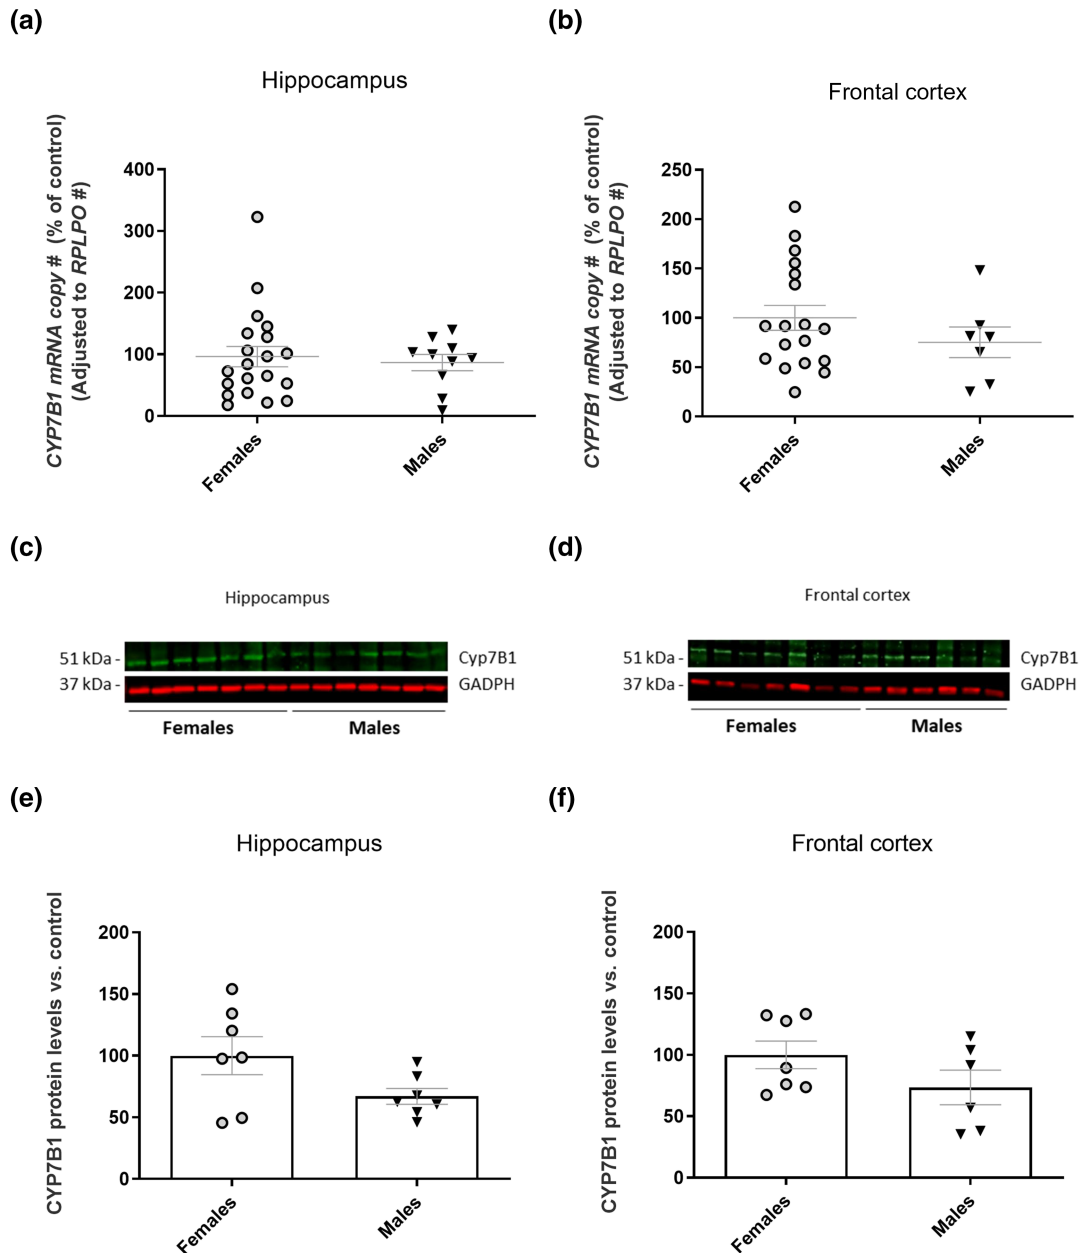 (a)
Hippocampus
CYP7B1 mRNA copy # (% of control)
(Adjusted to RPLPO #)
400
300
200
100
0
Females
Males
(b)
Frontal cortex
CYP7B1 mRNA copy # (% of control)
(Adjusted to RPLPO #)
250
200
150
100
50
0
Females
Males
(c)
Hippocampus
51 kDa -
Cyp7B1
37 kDa -
GADPH
Females
Males
(d)
Frontal cortex
51 kDa -
Cyp7B1
37 kDa -
GADPH
Females
Males
(e)
Hippocampus
CYP7B1 protein levels vs. control
200
150
100
50
0
Females
Males
(f)
Frontal cortex
CYP7B1 protein levels vs. control
200
150
100
50
0
Females
Males